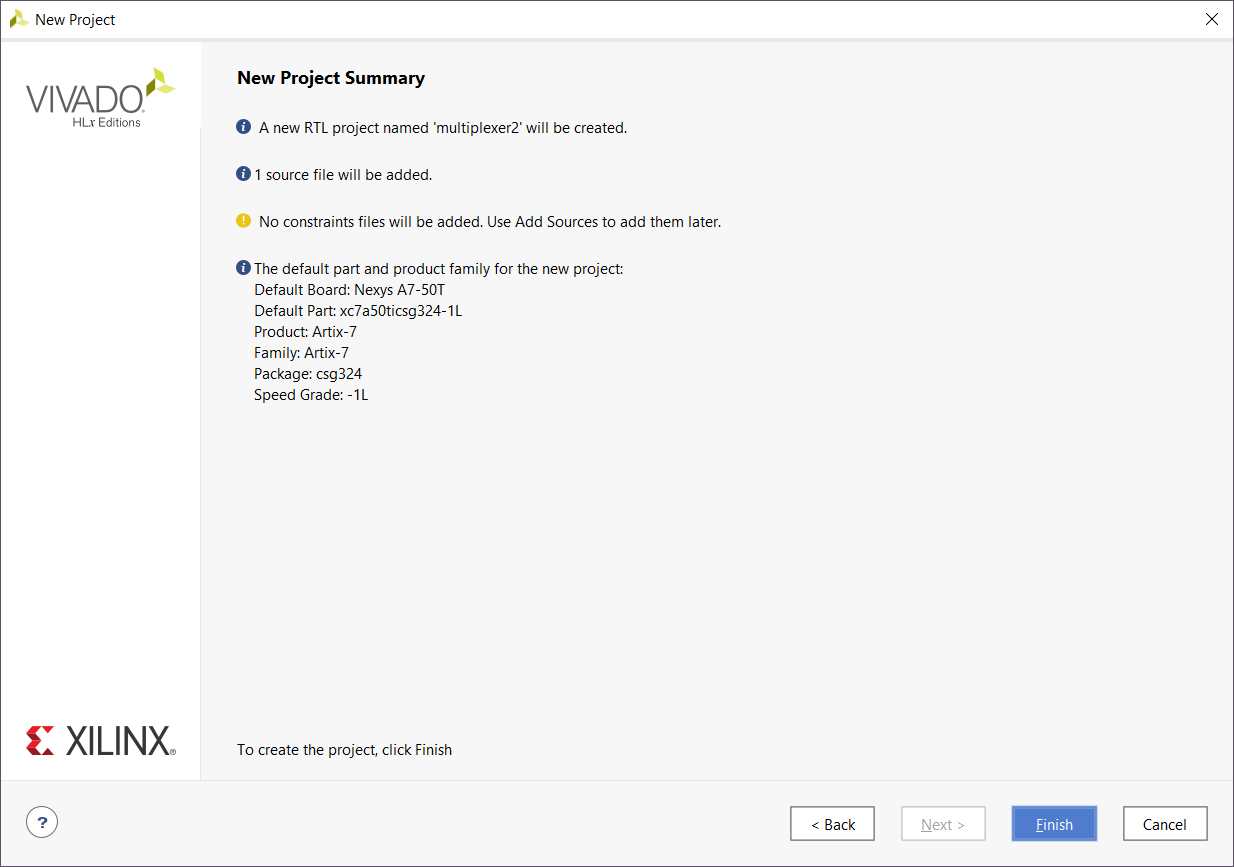 New Project
VIVADO.
HLx Editions
New Project Summary
A new RTL project named 'multiplexer2' will be created.
1 source file will be added.
No constraints files will be added. Use Add Sources to add them later.
The default part and product family for the new project:
Default Board: Nexys A7-50T
Default Part: xc7a50ticsg324-1L
Product: Artix-7
Family: Artix-7
Package: csg324
Speed Grade: -1L
XILINX®
To create the project, click Finish
? < Back Next > Finish Cancel